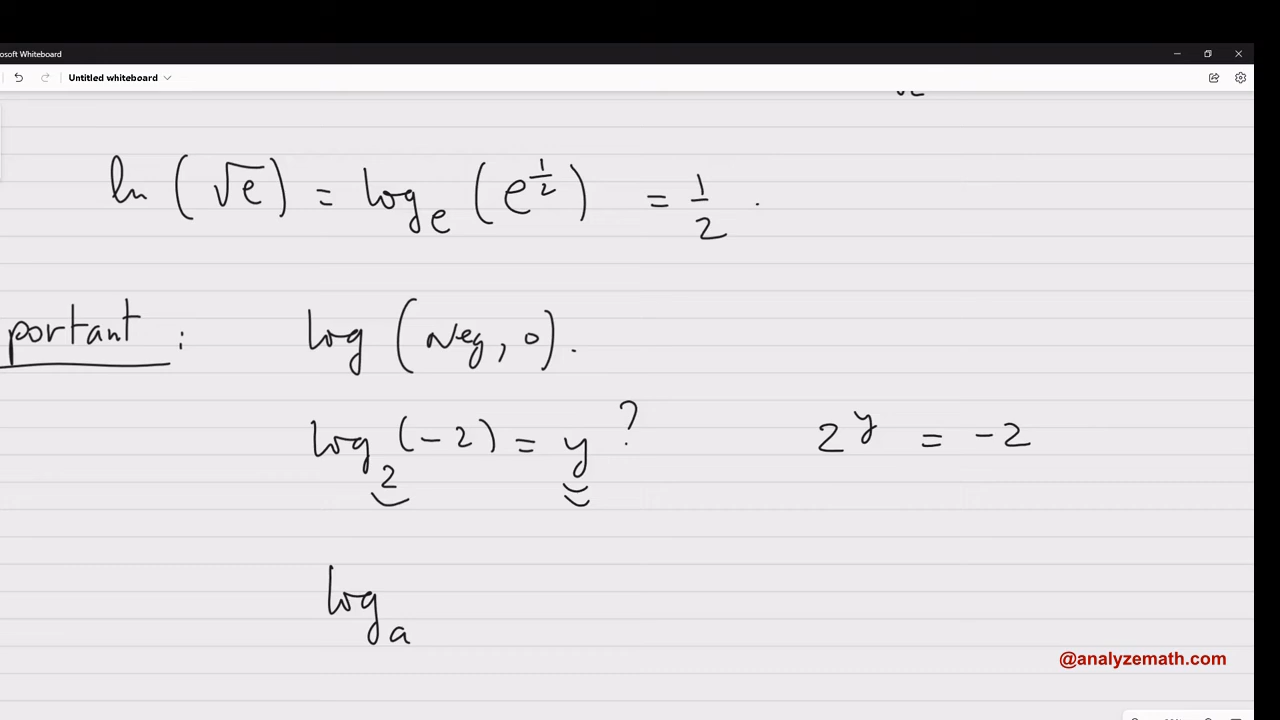 osoft Whiteboard
Untitled whiteboard
ln (√e) = log_e (e^{1/2}) = 1/2 .
portant : log (Neg, 0).
log_2 (-2) = y ? 2^y = -2
log_a
@analyzemath.com